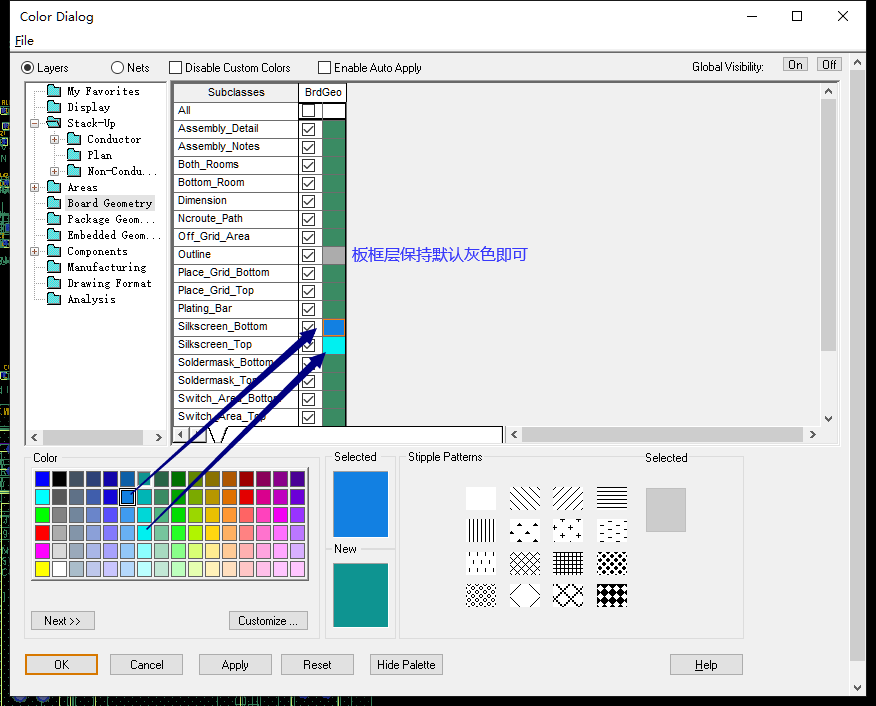 Color Dialog
File
Layers
Nets
Disable Custom Colors
Enable Auto Apply
Global Visibility:
On
Off
My Favorites
Display
Stack-Up
Conductor
Plan
Non-Condu...
Areas
Board Geometry
Package Geom...
Embedded Geom...
Components
Manufacturing
Drawing Format
Analysis
Subclasses
BrdGeo
All
Assembly_Detail
Assembly_Notes
Both_Rooms
Bottom_Room
Dimension
Ncroute_Path
Off_Grid_Area
Outline
板框层保持默认灰色即可
Place_Grid_Bottom
Place_Grid_Top
Plating_Bar
Silkscreen_Bottom
Silkscreen_Top
Soldermask_Bottom
Soldermask_Top
Switch_Area_Bottom
Switch_Area_Top
Color
Next >>
Customize ...
Selected
New
Stipple Patterns
Selected
OK
Cancel
Apply
Reset
Hide Palette
Help